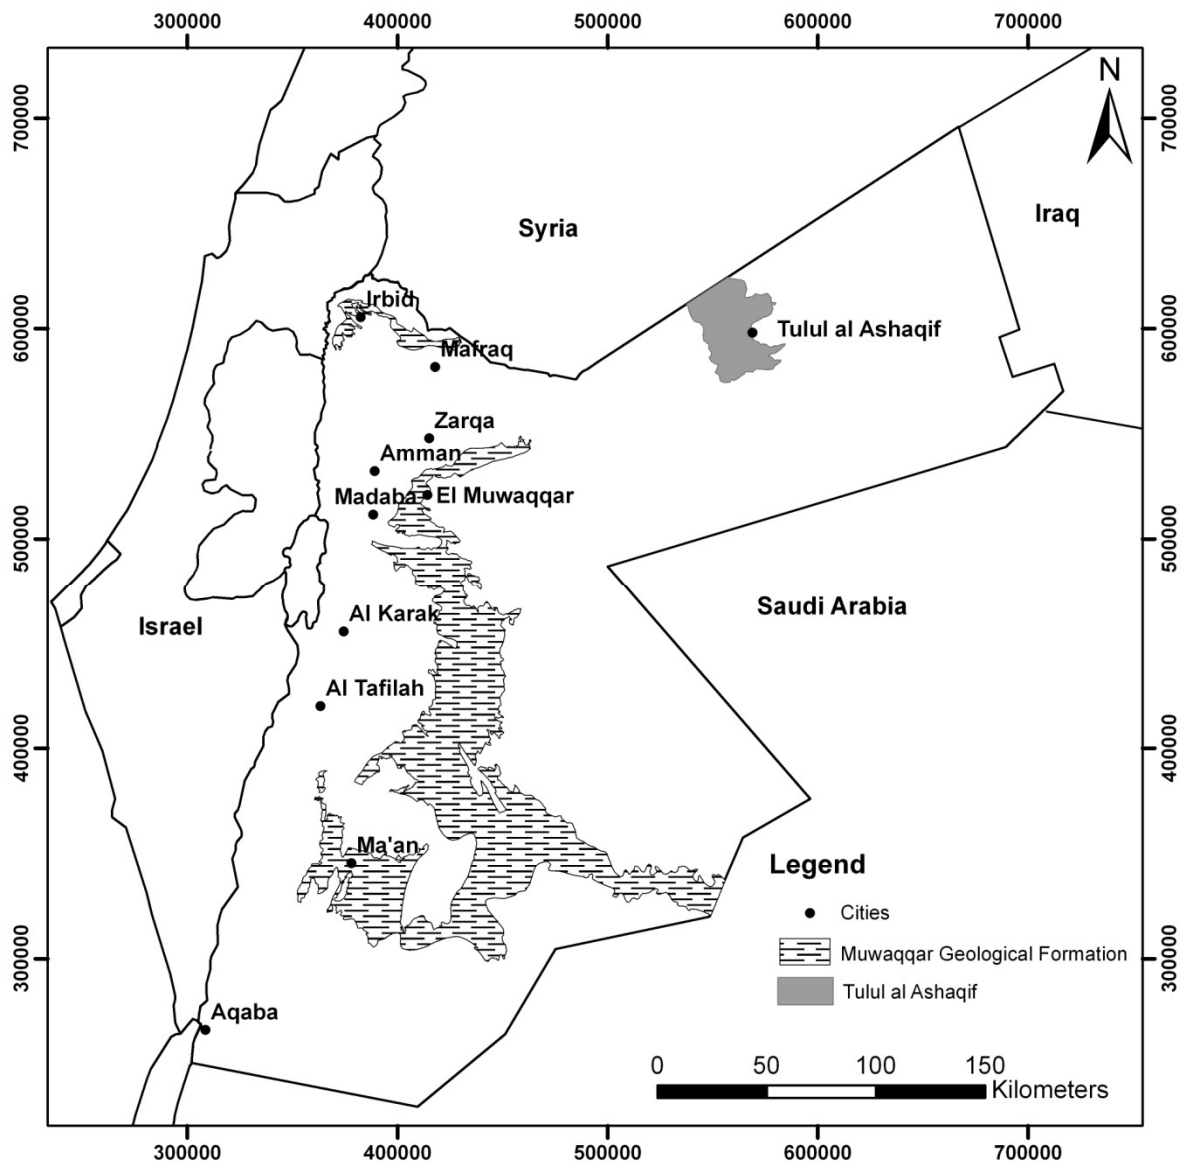 300000 400000 500000 600000 700000
N
700000 700000
Iraq
Syria
Irbid
600000 Tulul al Ashaqif 600000
Mafraq
Zarqa
Amman
Madaba El Muwaqqar
500000 500000
Saudi Arabia
Al Karak
Israel
Al Tafilah
400000 400000
Ma'an
Legend
Cities
Muwaqqar Geological Formation
300000 300000
Tulul al Ashaqif
Aqaba
0 50 100 150
Kilometers
300000 400000 500000 600000 700000